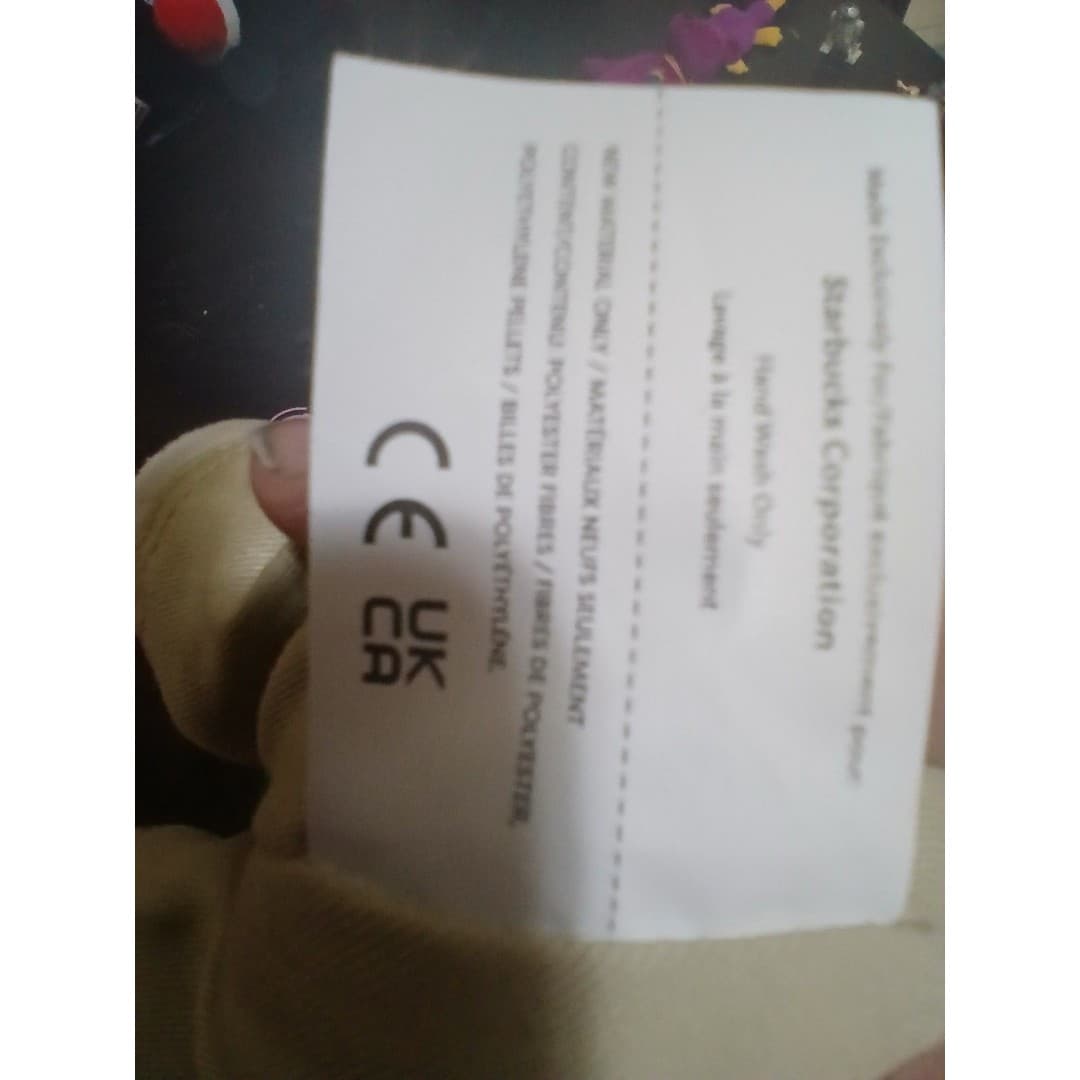 Made Exclusively For/Fabriqué exclusivement pour:
Starbucks Corporation
Hand Wash Only
Lavage à la main seulement
NEW MATERIAL ONLY / MATÉRIAUX NEUFS SEULEMENT
CONTENT/CONTENU: POLYESTER FIBRES / FIBRES DE POLYESTER,
POLYETHYLENE PELLETS / BILLES DE POLYÉTHYLÈNE.
CE UK
CA